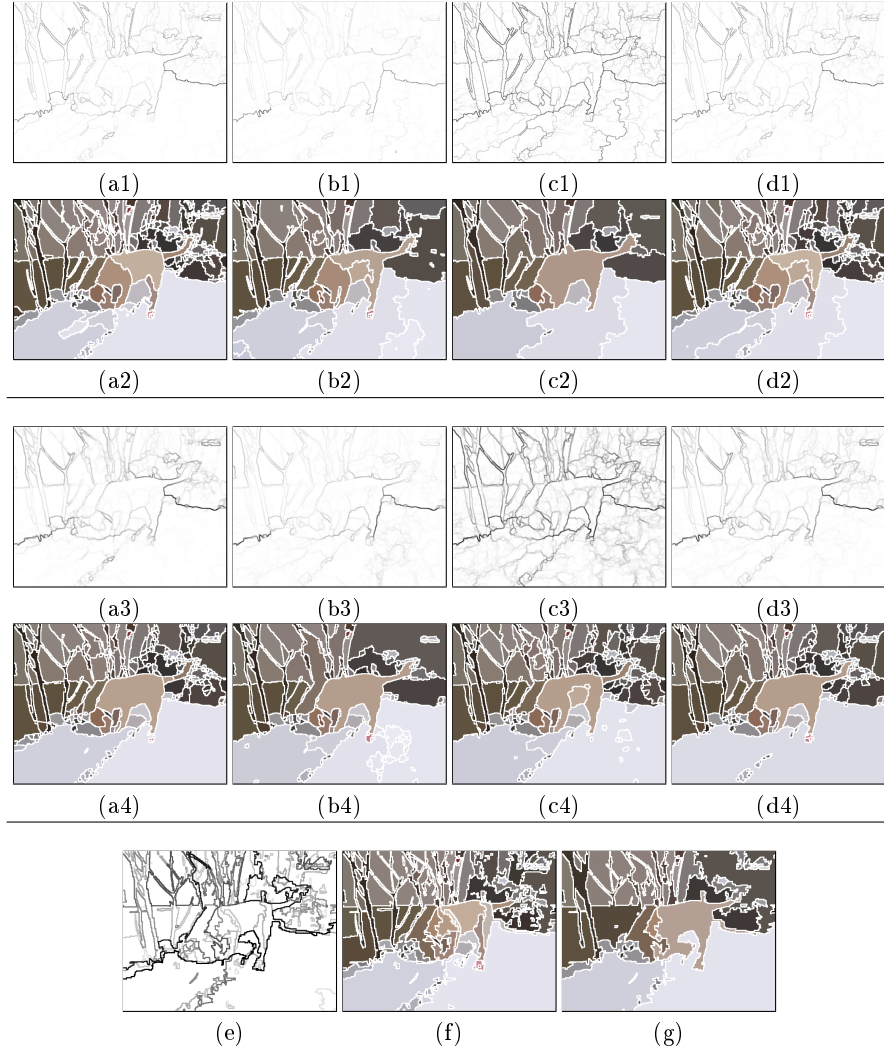 (a1) (b1) (c1) (d1)
(a2) (b2) (c2) (d2)
(a3) (b3) (c3) (d3)
(a4) (b4) (c4) (d4)
(e) (f) (g)